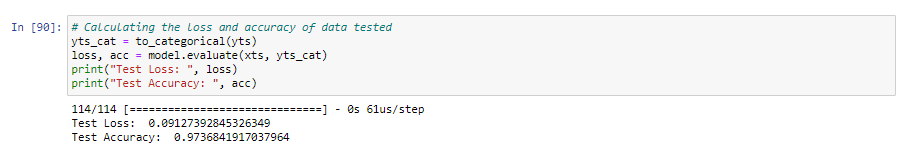 In [90]: # Calculating the loss and accuracy of data tested
yts_cat = to_categorical(yts)
loss, acc = model.evaluate(xts, yts_cat)
print("Test Loss: ", loss)
print("Test Accuracy: ", acc)
114/114 [==============================] - 0s 61us/step
Test Loss:  0.09127392845326349
Test Accuracy:  0.9736841917037964